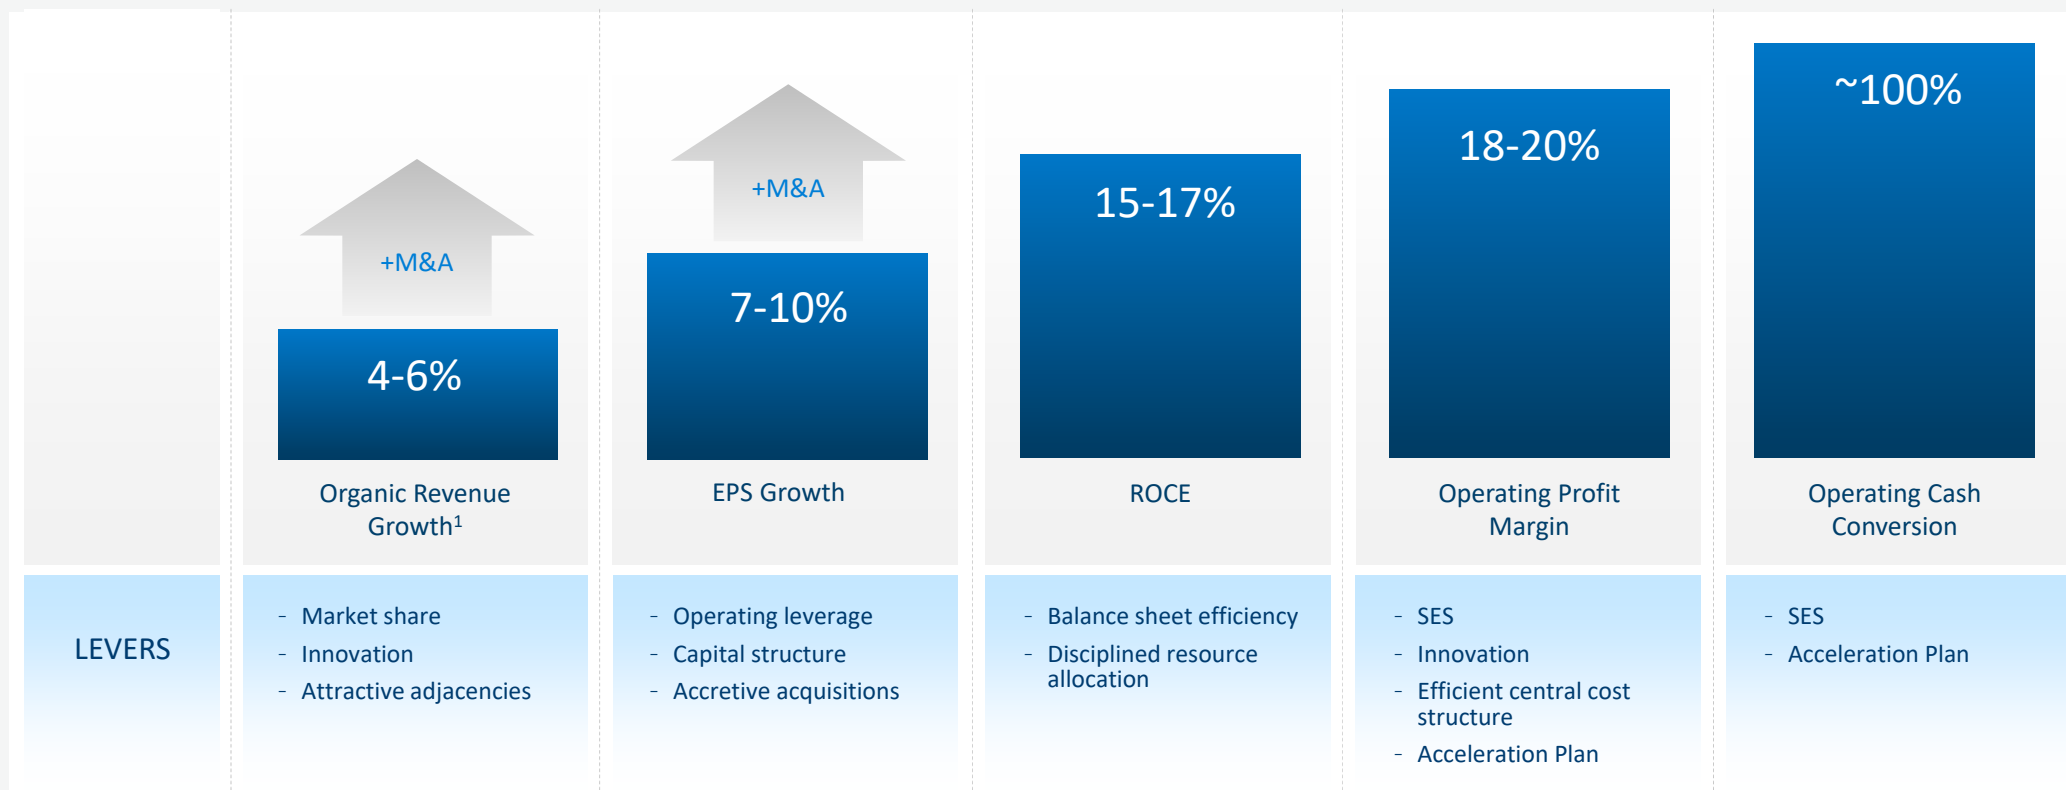 +M&A
4-6%
Organic Revenue
Growth¹
+M&A
7-10%
EPS Growth
15-17%
ROCE
18-20%
Operating Profit
Margin
~100%
Operating Cash
Conversion
LEVERS
- Market share
- Innovation
- Attractive adjacencies
- Operating leverage
- Capital structure
- Accretive acquisitions
- Balance sheet efficiency
- Disciplined resource
allocation
- SES
- Innovation
- Efficient central cost
structure
- Acceleration Plan
- SES
- Acceleration Plan